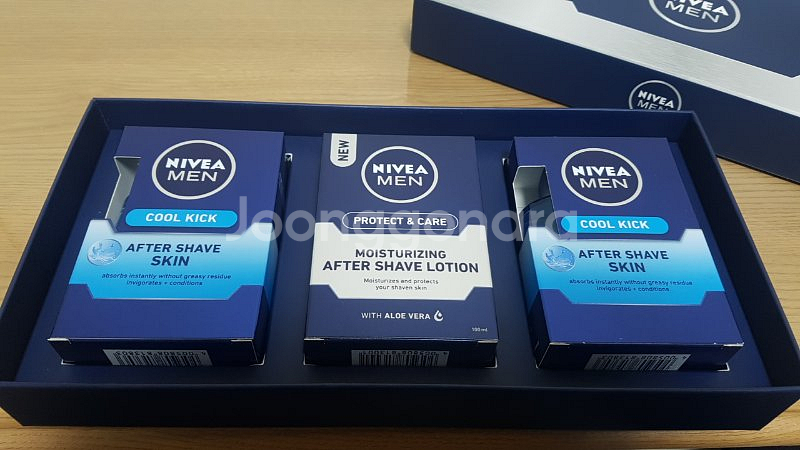 NIVEA
MEN
NIVEA
MEN
NIVEA
MEN
COOL KICK
AFTER SHAVE
SKIN
absorbs instantly without greasy residue
invigorates + conditions
NEW
NIVEA
MEN
PROTECT & CARE
MOISTURIZING
AFTER SHAVE LOTION
Moisturizes and protects
your shaven skin
WITH ALOE VERA
100 ml
NIVEA
MEN
COOL KICK
AFTER SHAVE
SKIN
absorbs instantly without greasy residue
invigorates + conditions
Joonggonara